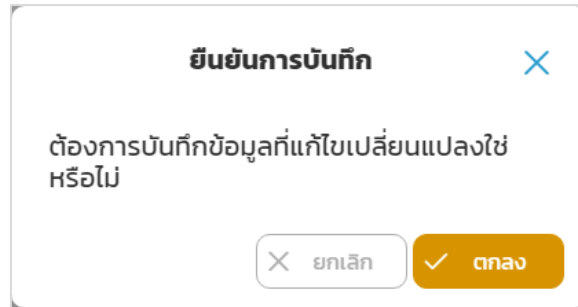 ยืนยันการบันทึก
ต้องการบันทึกข้อมูลที่แก้ไขเปลี่ยนแปลงใช่
หรือไม่
ยกเลิก
ตกลง